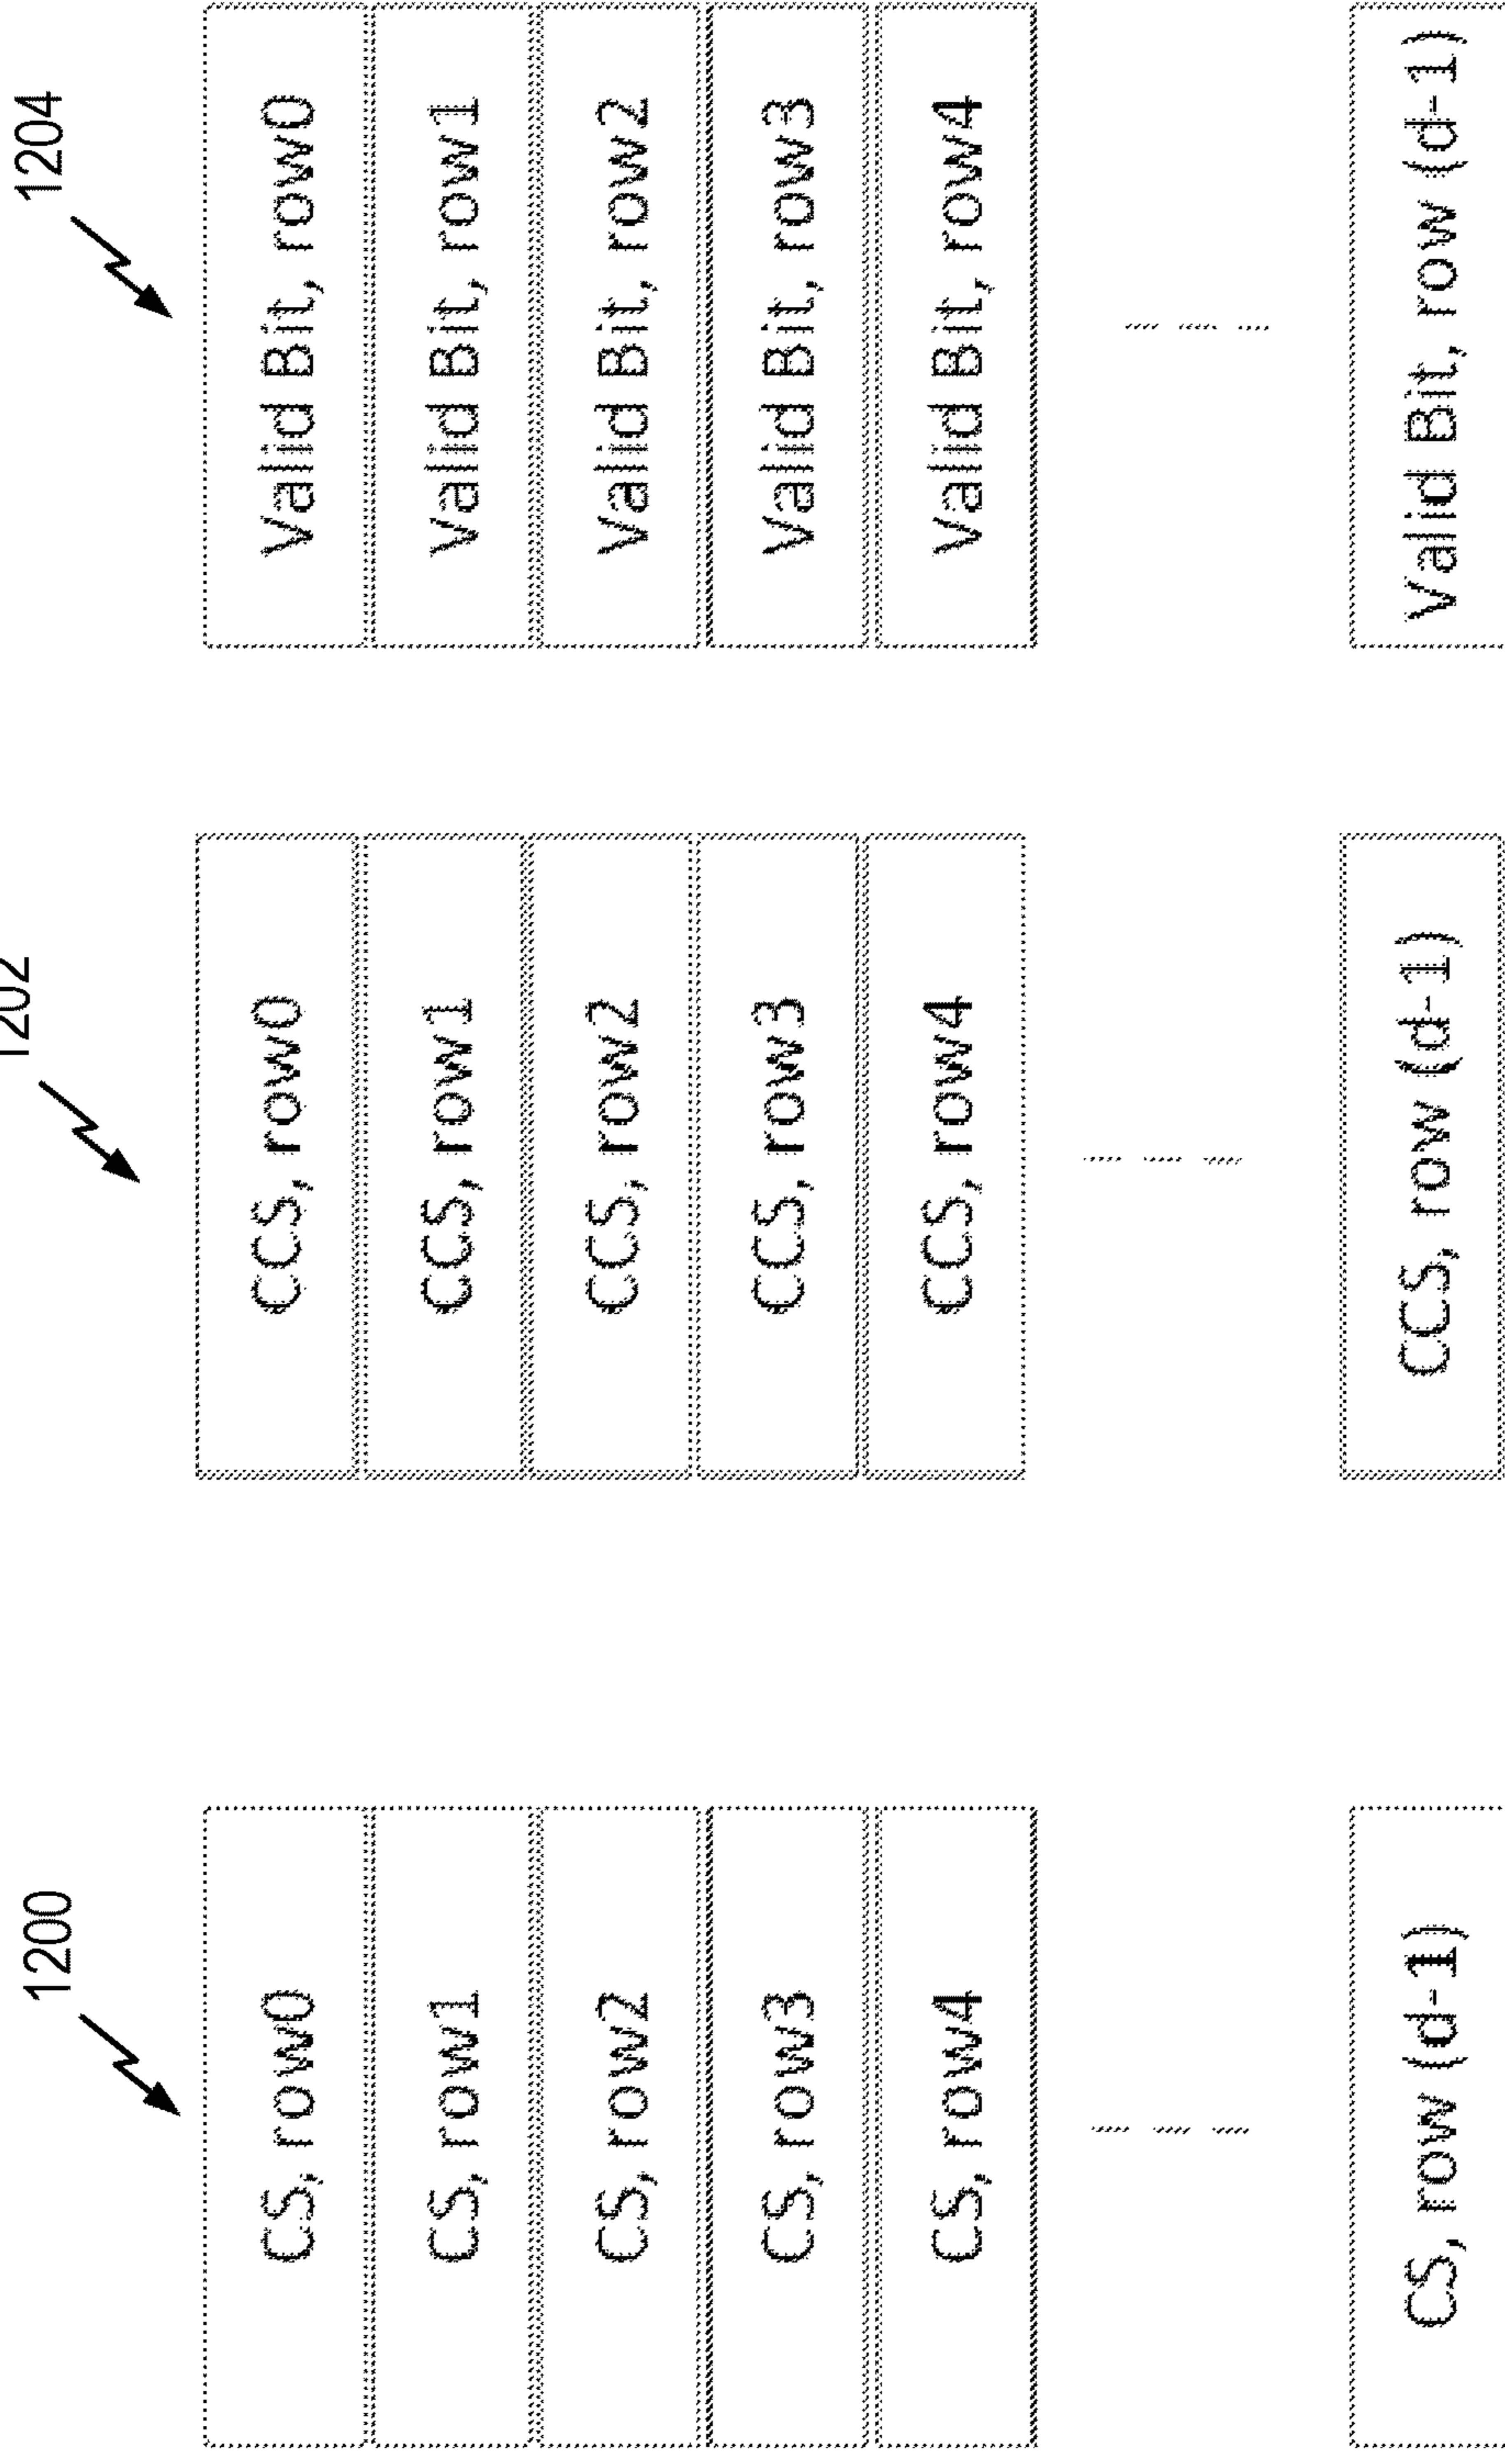 1200
CS, row0
CS, row1
CS, row2
CS, row3
CS, row4
CS, row (d-1)
1202
CCS, row0
CCS, row1
CCS, row2
CCS, row3
CCS, row4
CCS, row (d-1)
1204
Valid Bit, row0
Valid Bit, row1
Valid Bit, row2
Valid Bit, row3
Valid Bit, row4
Valid Bit, row (d-1)